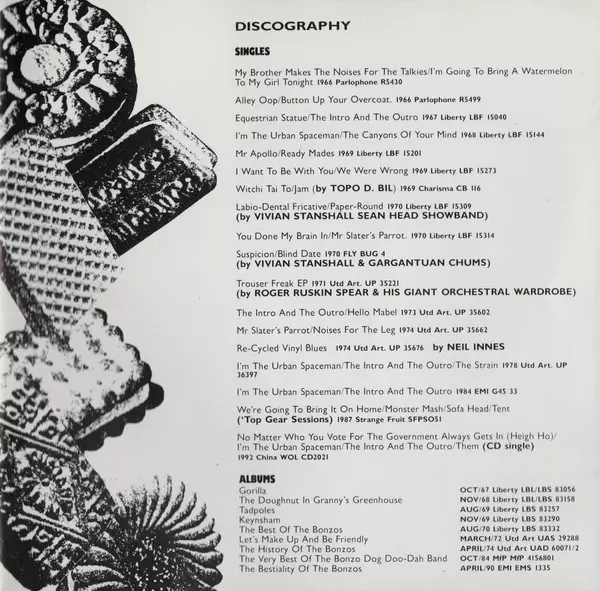 DISCOGRAPHY
SINGLES
My Brother Makes The Noises For The Talkies/I'm Going To Bring A Watermelon
To My Girl Tonight 1966 Parlophone R5430
Alley Oop/Button Up Your Overcoat. 1966 Parlophone R5499
Equestrian Statue/The Intro And The Outro 1967 Liberty LBF 15040
I'm The Urban Spaceman/The Canyons Of Your Mind 1968 Liberty LBF 15144
Mr Apollo/Ready Mades 1969 Liberty LBF 15201
I Want To Be With You/We Were Wrong 1969 Liberty LBF 15273
Witchi Tai To/Jam (by TOPO D. BIL) 1969 Charisma CB 116
Labio-Dental Fricative/Paper-Round 1970 Liberty LBF 15309
(by VIVIAN STANSHALL SEAN HEAD SHOWBAND)
You Done My Brain In/Mr Slater's Parrot. 1970 Liberty LBF 15314
Suspicion/Blind Date 1970 FLY BUG 4
(by VIVIAN STANSHALL & GARGANTUAN CHUMS)
Trouser Freak EP 1971 Utd Art. UP 35221
(by ROGER RUSKIN SPEAR & HIS GIANT ORCHESTRAL WARDROBE)
The Intro And The Outro/Hello Mabel 1973 Utd Art. UP 35602
Mr Slater's Parrot/Noises For The Leg 1974 Utd Art. UP 35662
Re-Cycled Vinyl Blues 1974 Utd Art. UP 35676 by NEIL INNES
I'm The Urban Spaceman/The Intro And The Outro/The Strain 1978 Utd Art. UP
36397
I'm The Urban Spaceman/The Intro And The Outro 1984 EMI G45 33
We're Going To Bring It On Home/Monster Mash/Sofa Head/Tent
('Top Gear Sessions) 1987 Strange Fruit SFPSO51
No Matter Who You Vote For The Government Always Gets In (Heigh Ho)/
I'm The Urban Spaceman/The Intro And The Outro/Them (CD single)
1992 China WOL CD2021
ALBUMS
Gorilla OCT/67 Liberty LBL/LBS 83056
The Doughnut In Granny's Greenhouse NOV/68 Liberty LBL/LBS 83158
Tadpoles AUG/69 Liberty LBS 83257
Keynsham NOV/69 Liberty LBS 83290
The Best Of The Bonzos AUG/70 Liberty LBS 83332
Let's Make Up And Be Friendly MARCH/72 Utd Art UAS 29288
The History Of The Bonzos APRIL/74 Utd Art UAD 60071/2
The Very Best Of The Bonzo Dog Doo-Dah Band OCT/84 MfP MfP 4156801
The Bestiality Of The Bonzos APRIL/90 EMI EMS 1335